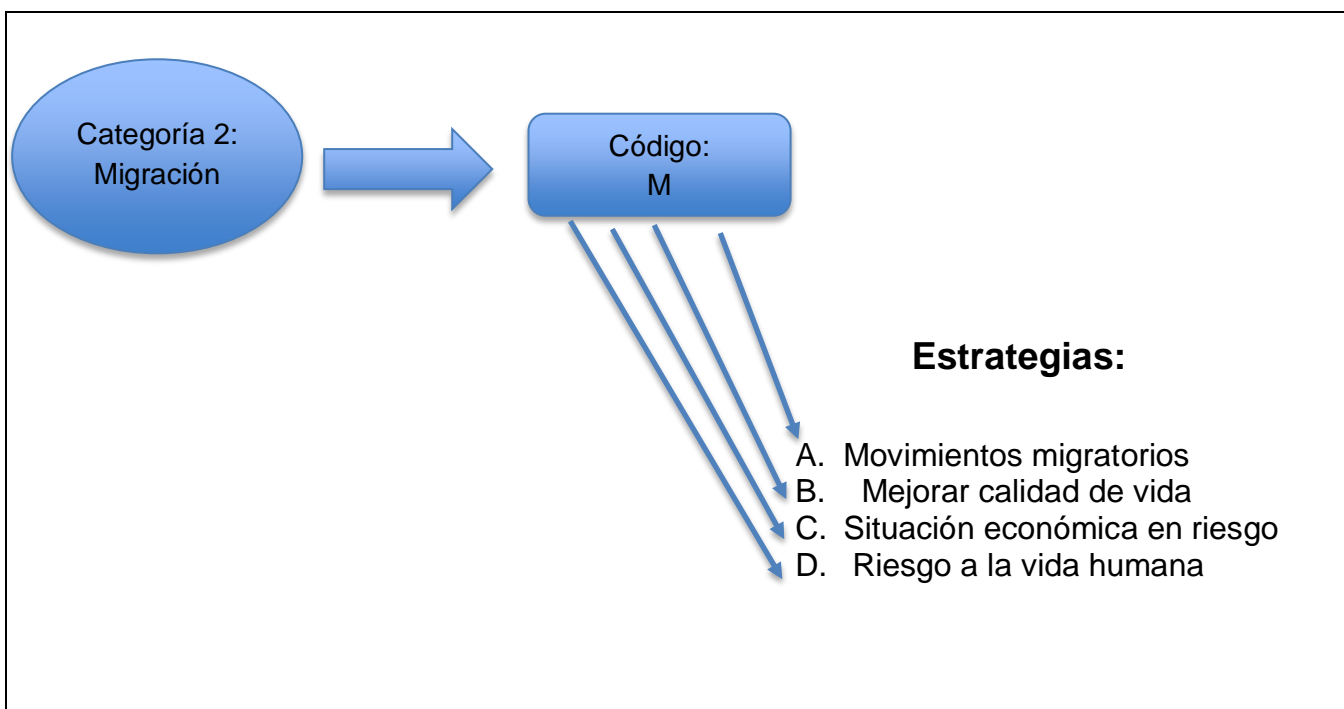 Categoría 2:
Migración
Código:
M
Estrategias:
A. Movimientos migratorios
B. Mejorar calidad de vida
C. Situación económica en riesgo
D. Riesgo a la vida humana